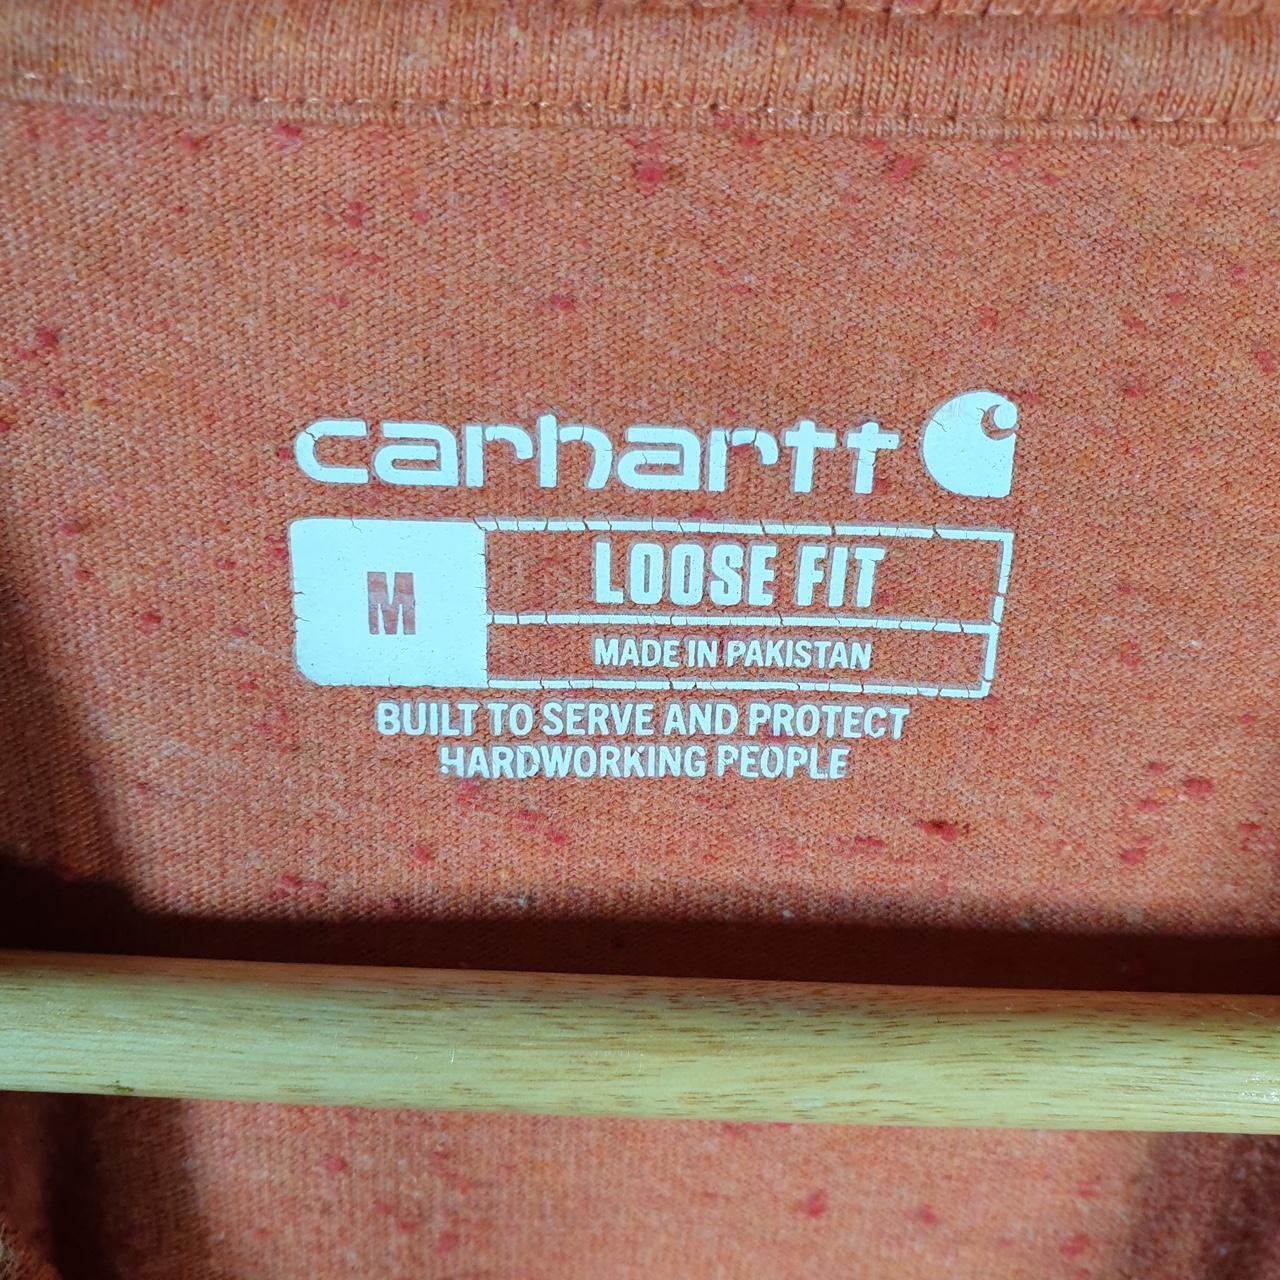 carhartt
M
LOOSE FIT
MADE IN PAKISTAN
BUILT TO SERVE AND PROTECT
HARDWORKING PEOPLE